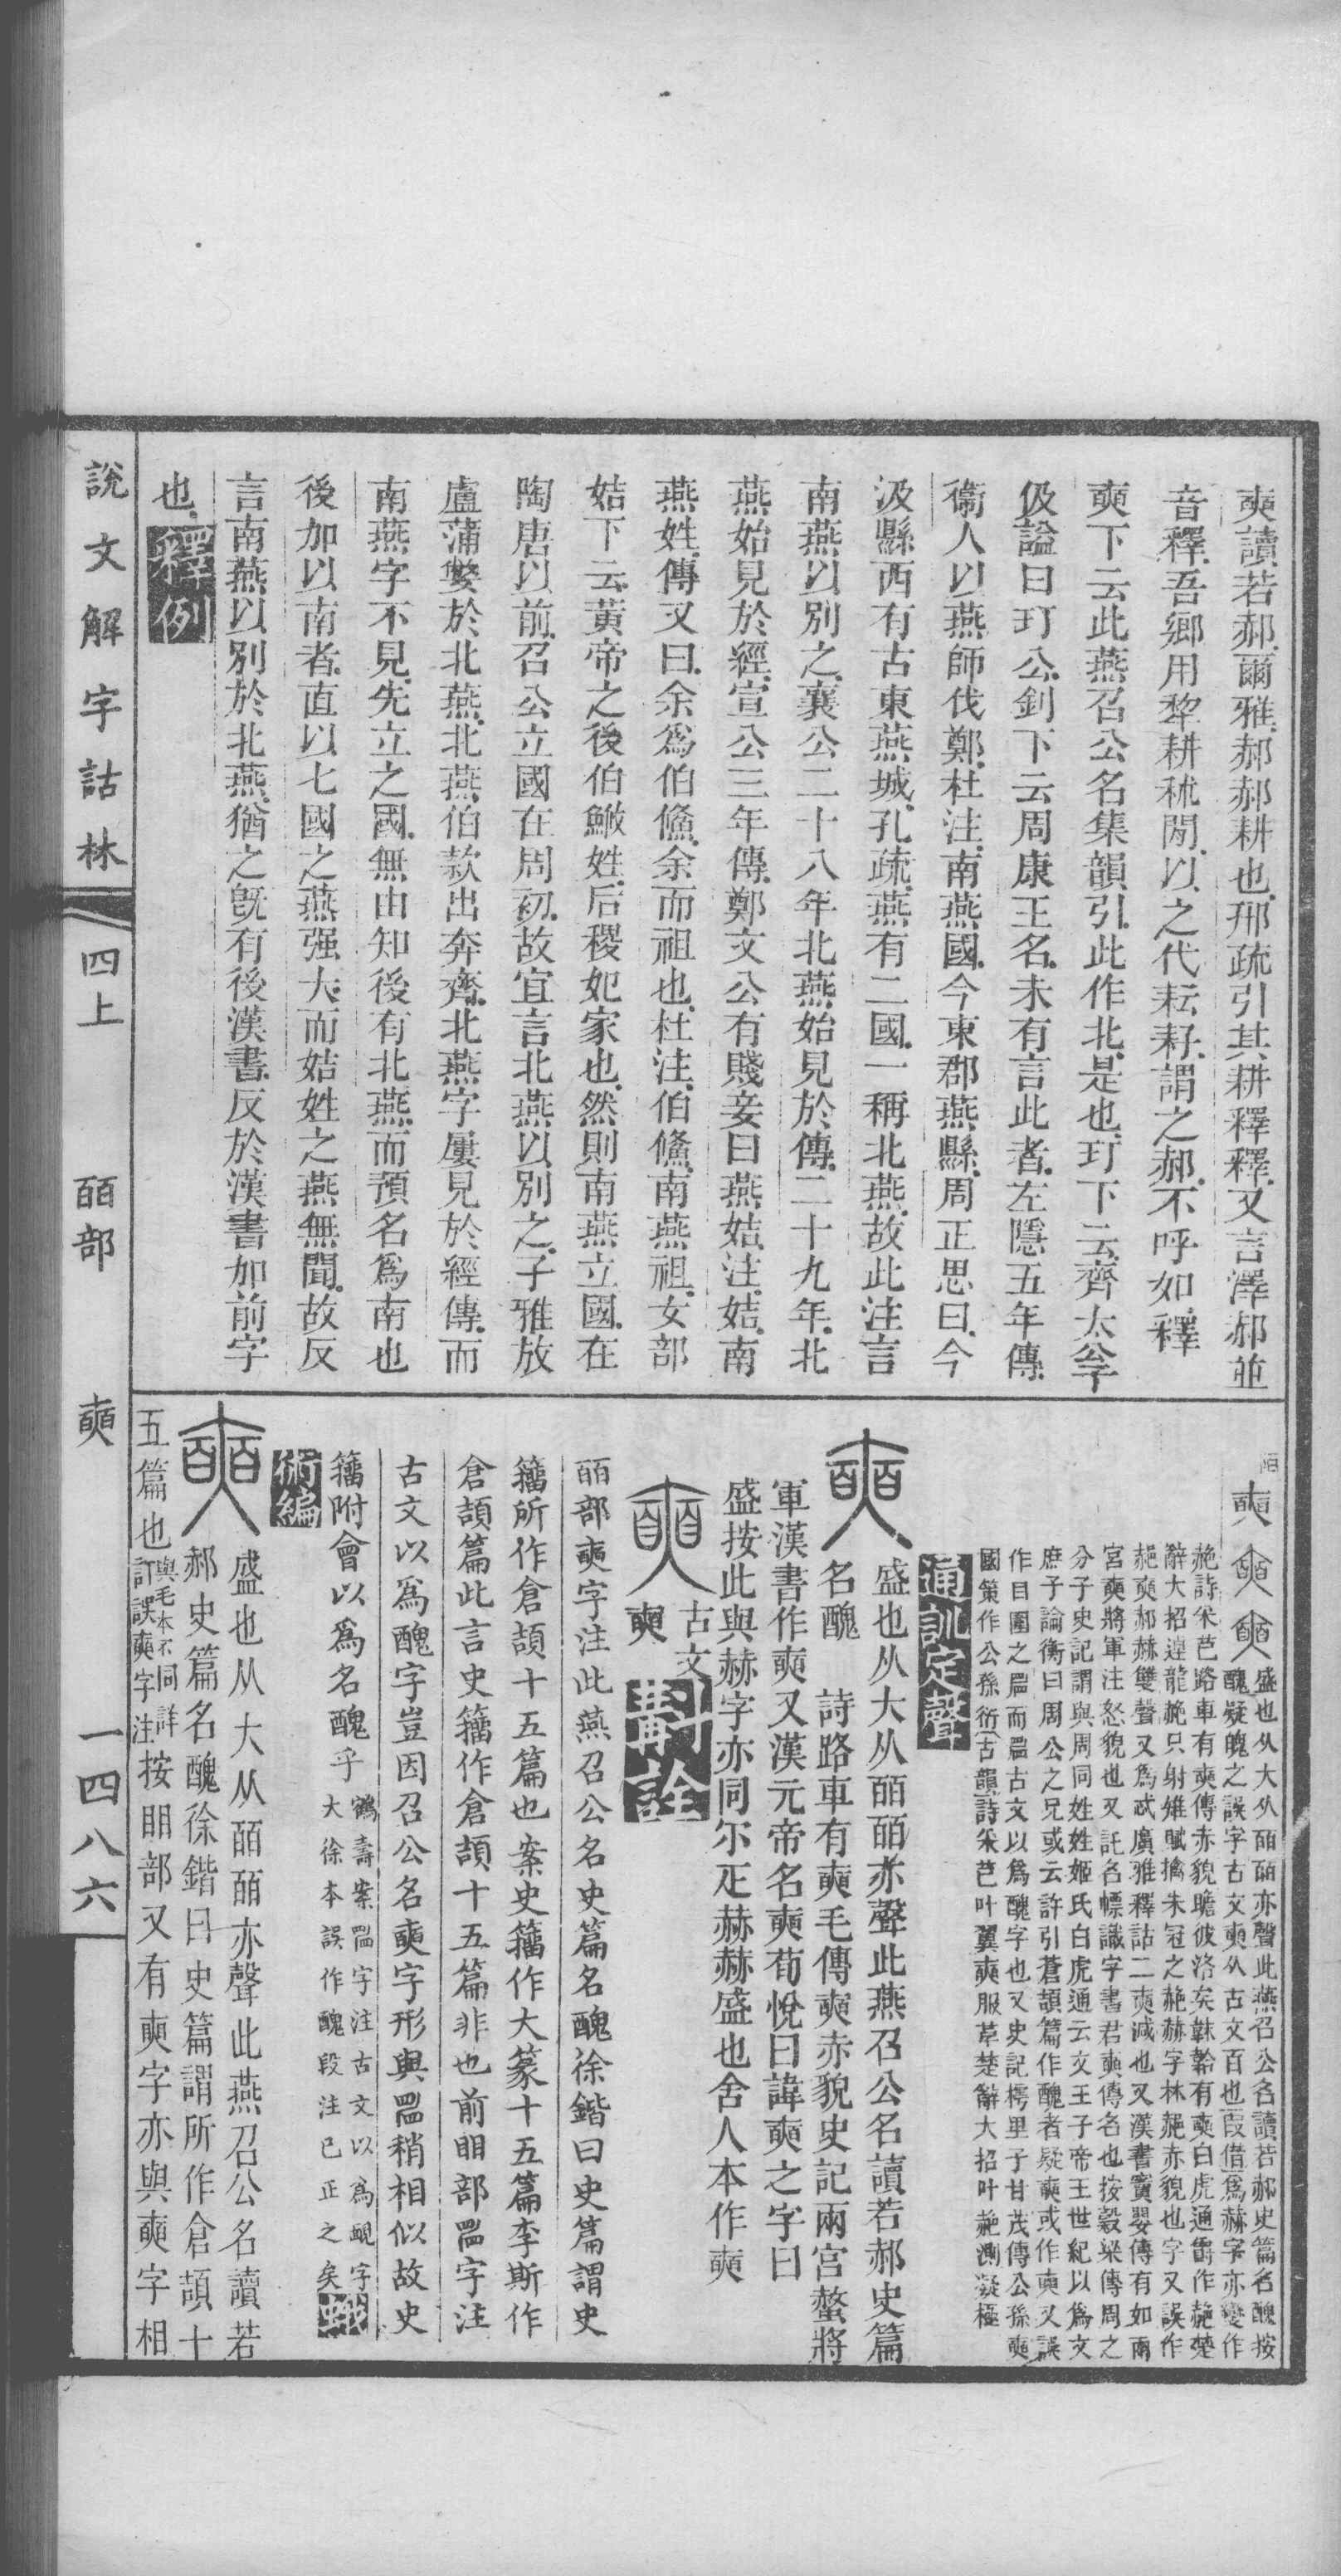 奭讀若郝爾雅郝郝耕也邢疏引其耕釋釋又言澤郝並
音釋吾鄉用犂耕秫閒以之代耘耔謂之郝不呼如釋
奭下云此燕召公名集韻引此作北是也玎下云齊太公子
伋謚曰玎公釗下云周康王名未有言此者左隱五年傳
衞人以燕師伐鄭杜注南燕國今東郡燕縣周正思曰今
汲縣西有古東燕城孔疏燕有二國一稱北燕故此注言
南燕以別之襄公二十八年北燕始見於傳二十九年北
燕始見於經宣公三年傳鄭文公有賤妾曰燕姞注姞南
燕姓傳又曰余爲伯鯈余而祖也杜注伯鯈南燕祖女部
姞下云黃帝之後伯鯈姓后稷妃家也然則南燕立國在
陶唐以前召公立國在周初故宜言北燕以別之子雅放
盧蒲嫳於北燕北燕伯款出奔齊北燕字屢見於經傳而
南燕字不見先立之國無由知後有北燕而預名爲南也
後加以南者直以七國之燕强大而姞姓之燕無聞故反
言南燕以別於北燕猶之旣有後漢書反於漢書加前字
也釋例
奭 盛也从大从皕皕亦聲此燕召公名讀若郝史篇名醜按
醜疑䰟之誤字古文奭从古文百也叚借爲赫字亦變作
赩詩采芑路車有奭傳赤貌瞻彼洛矣韎韐有奭白虎通爵作赩楚
辭大招逴龍赩只射雉賦摛朱冠之赩赫字林赩赤貌也字又誤作
赩奭郝赫雙聲又爲忒廣雅釋詁二奭減也又漢書竇嬰傳有如兩
宮奭將軍注怒貌也又託名幖識字書君奭傳名也按穀梁傳周之
分子史記謂與周同姓姓姬氏白虎通云文王子帝王世紀以爲文
庶子論衡曰周公之兄或云許引蒼頡篇作醜者疑奭或作奭又誤
作目圍之䀠而䀠古文以爲醜字也又史記樗里子甘茂傳公孫奭
國策作公孫衍古韻詩采芑叶翼奭服革楚辭大招叶赩測凝極
通訓定聲
奭 盛也从大从皕皕亦聲此燕召公名讀若郝史篇
名醜 詩路車有奭毛傳奭赤貌史記兩宮螫將
軍漢書作奭又漢元帝名奭荀悅曰諱奭之字曰
盛按此與赫字亦同尓疋赫赫盛也舍人本作奭
奭 古文
奭 斠詮
皕部奭字注此燕召公名史篇名醜徐鍇曰史篇謂史
籒所作倉頡十五篇也案史籒作大篆十五篇李斯作
倉頡篇此言史籒作倉頡十五篇非也前䀠部䁂字注
古文以爲醜字豈因召公名奭字形與䁂稍相似故史
籒附會以爲名醜乎鶴壽案䁂字注古文以爲靦字
大徐本誤作醜段注已正之矣蛾
術編
奭 盛也从大从皕皕亦聲此燕召公名讀若
郝史篇名醜徐鍇曰史篇謂所作倉頡十
五篇也與毛本不同詳
訂誤奭字注按䀠部又有奭字亦與奭字相
說文解字詁林 四上 皕部 奭 一四八六